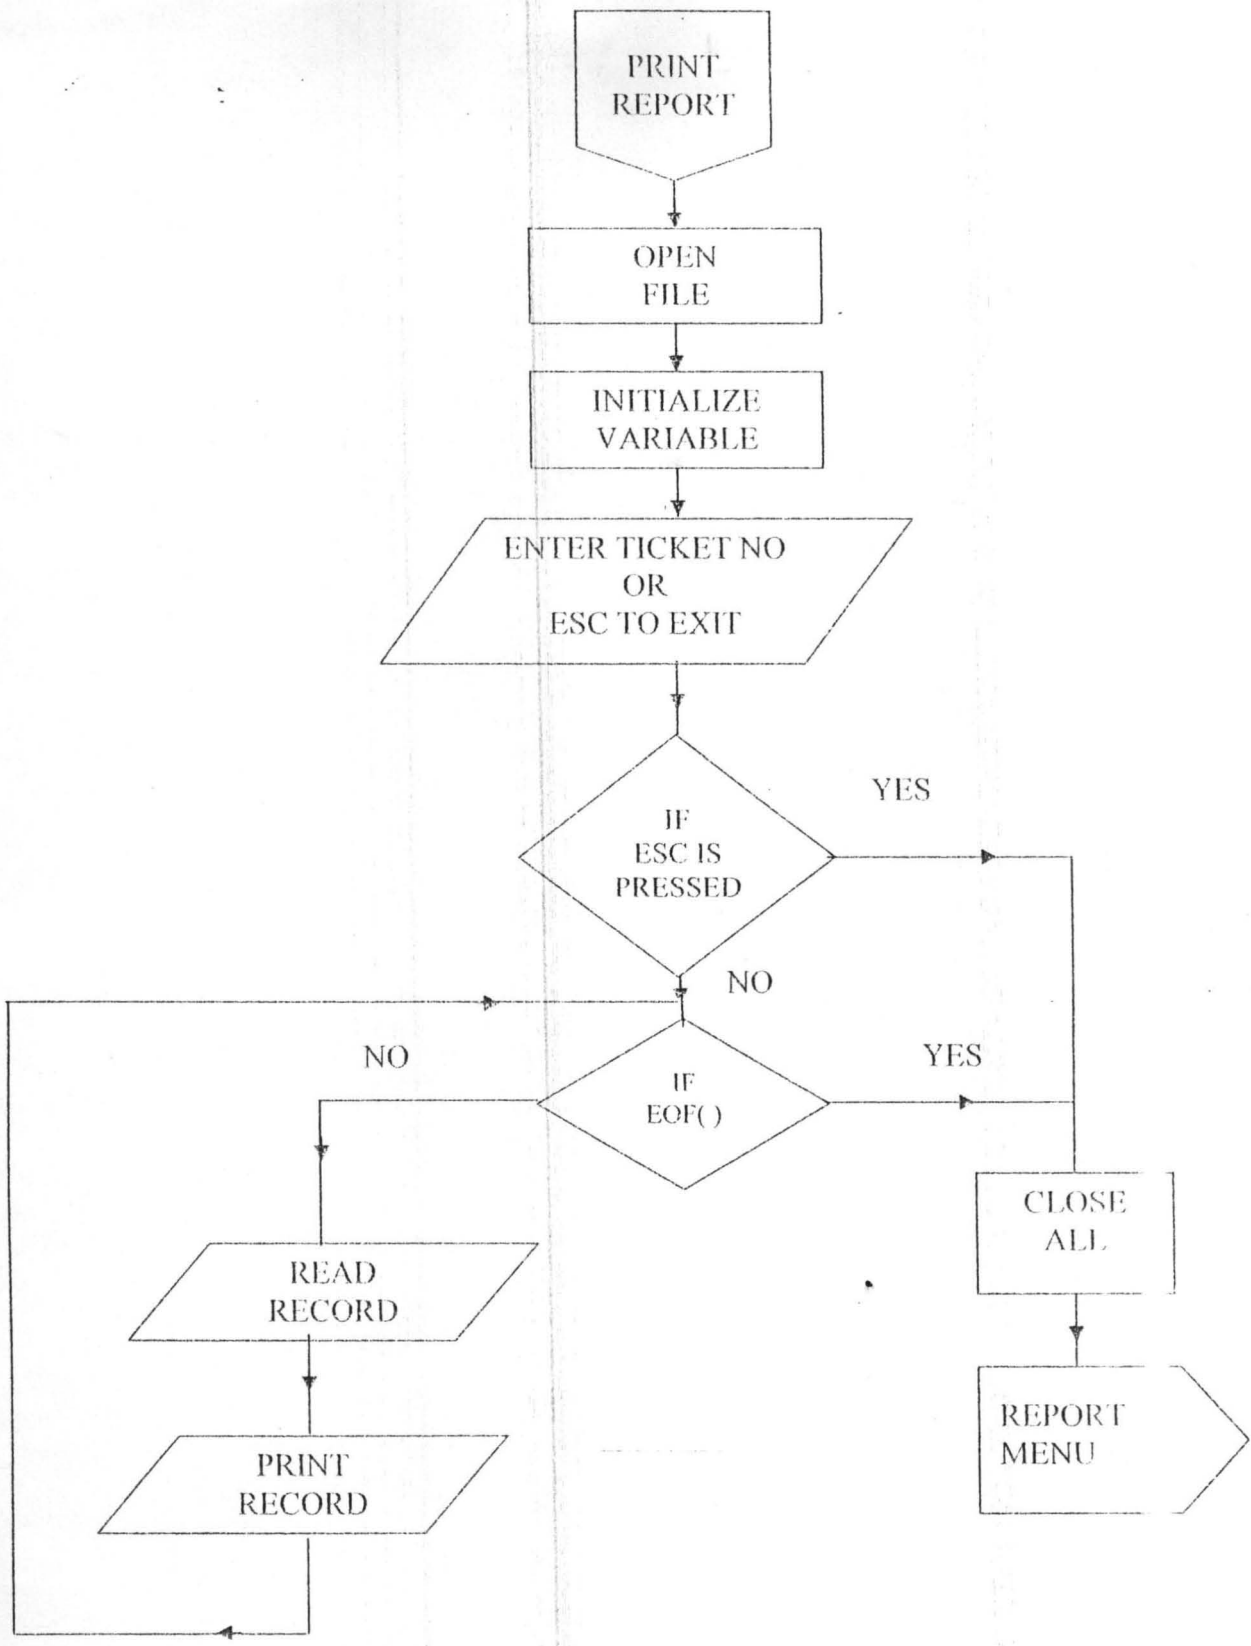 PRINT
REPORT
OPEN
FILE
INITIALIZE
VARIABLE
ENTER TICKET NO
OR
ESC TO EXIT
YES
IF
ESC IS
PRESSED
NO
NO
YES
IF
EOF( )
CLOSE
ALL
READ
RECORD
REPORT
MENU
PRINT
RECORD